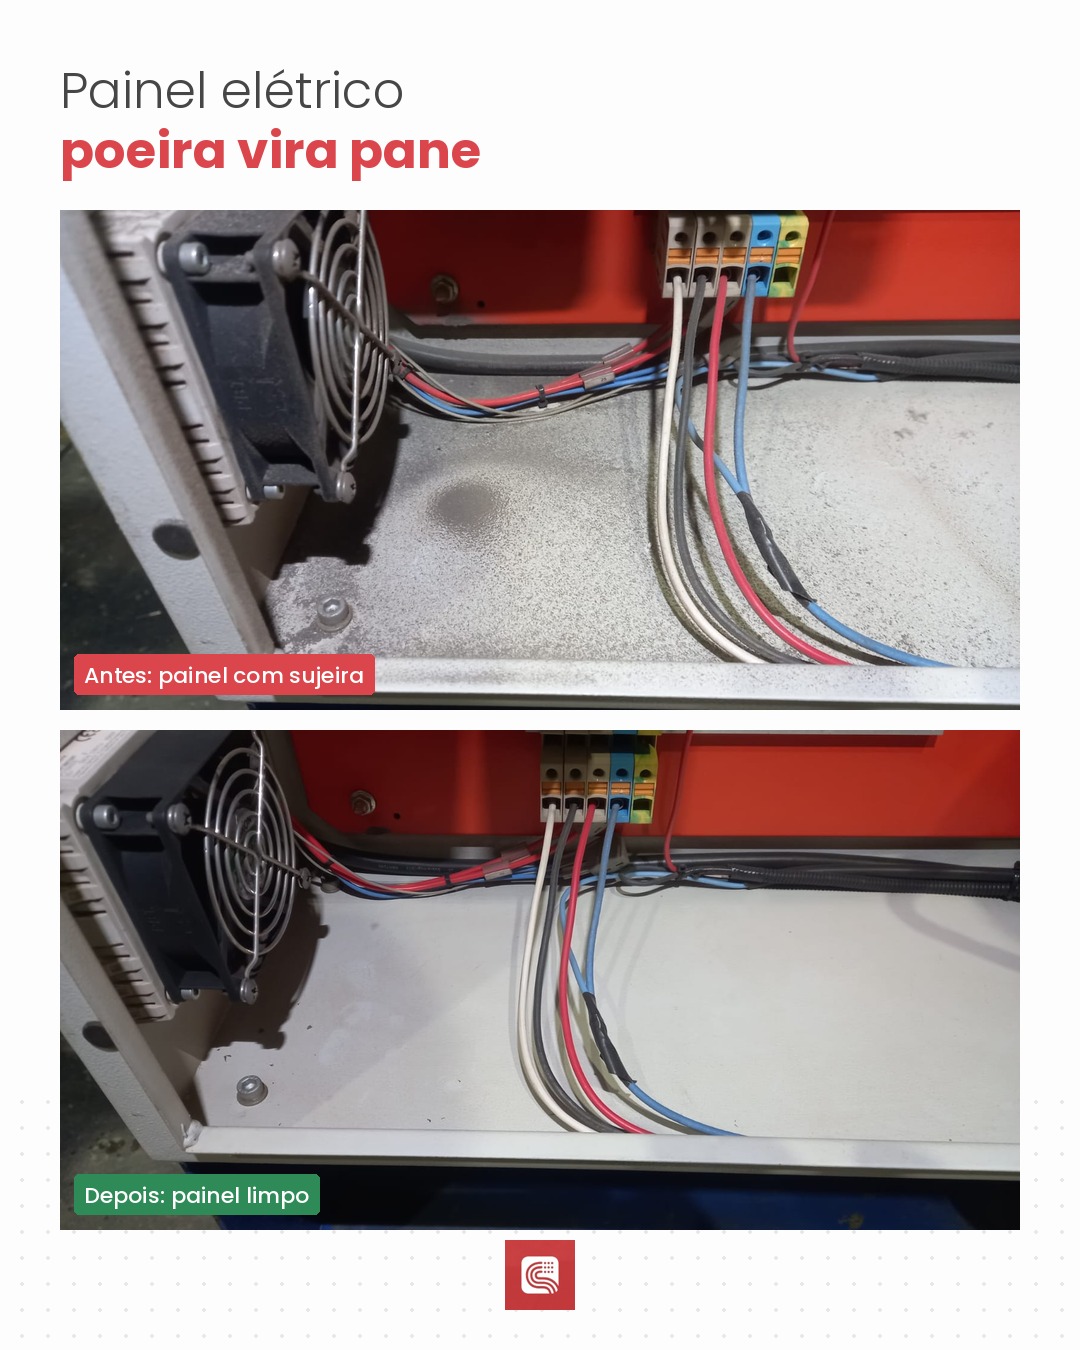 Painel elétrico
poeira vira pane
Antes: painel com sujeira
Depois: painel limpo